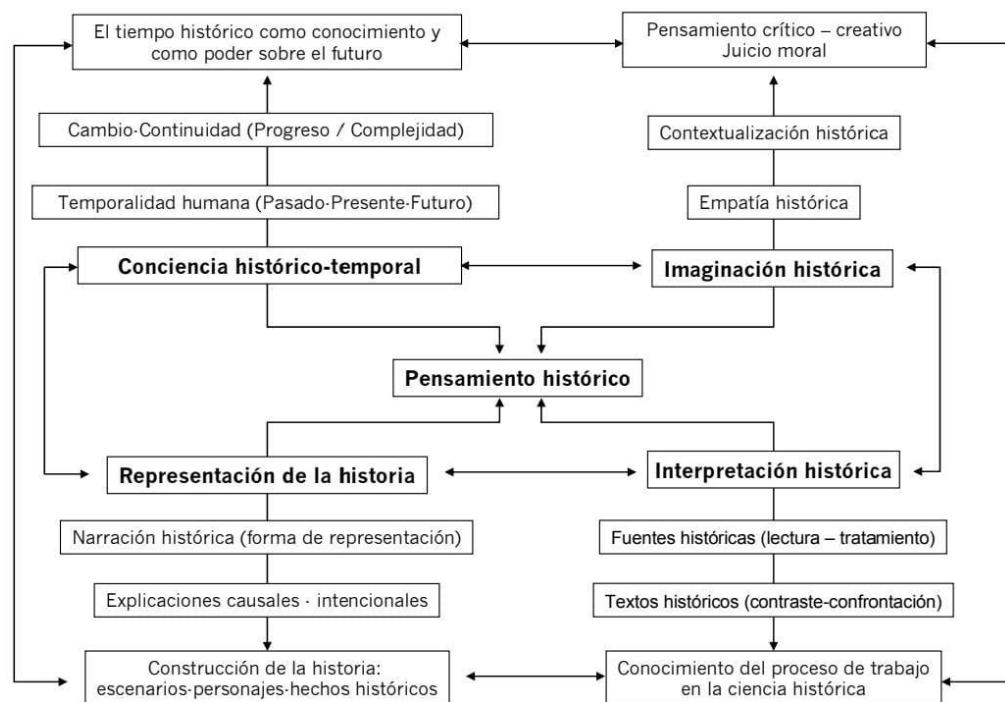 El tiempo histórico como conocimiento y
como poder sobre el futuro
Pensamiento crítico – creativo
Juicio moral
Cambio-Continuidad (Progreso / Complejidad)
Contextualización histórica
Temporalidad humana (Pasado-Presente-Futuro)
Empatía histórica
Conciencia histórico-temporal
Imaginación histórica
Pensamiento histórico
Representación de la historia
Interpretación histórica
Narración histórica (forma de representación)
Fuentes históricas (lectura – tratamiento)
Explicaciones causales - intencionales
Textos históricos (contraste-confrontación)
Construcción de la historia:
escenarios-personajes-hechos históricos
Conocimiento del proceso de trabajo
en la ciencia histórica